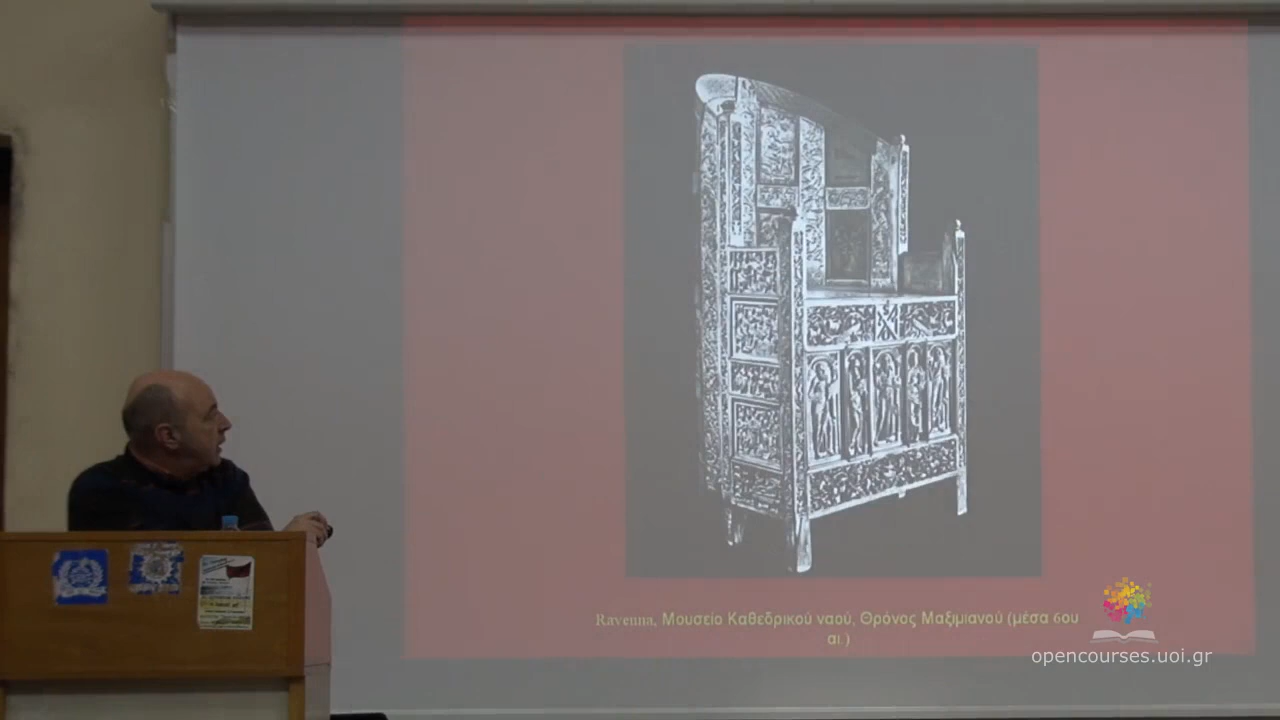 Ravenna, Μουσείο Καθεδρικού ναού, Θρόνος Μαξιμιανού (μέσα 6ου
αι.)
opencourses.uoi.gr